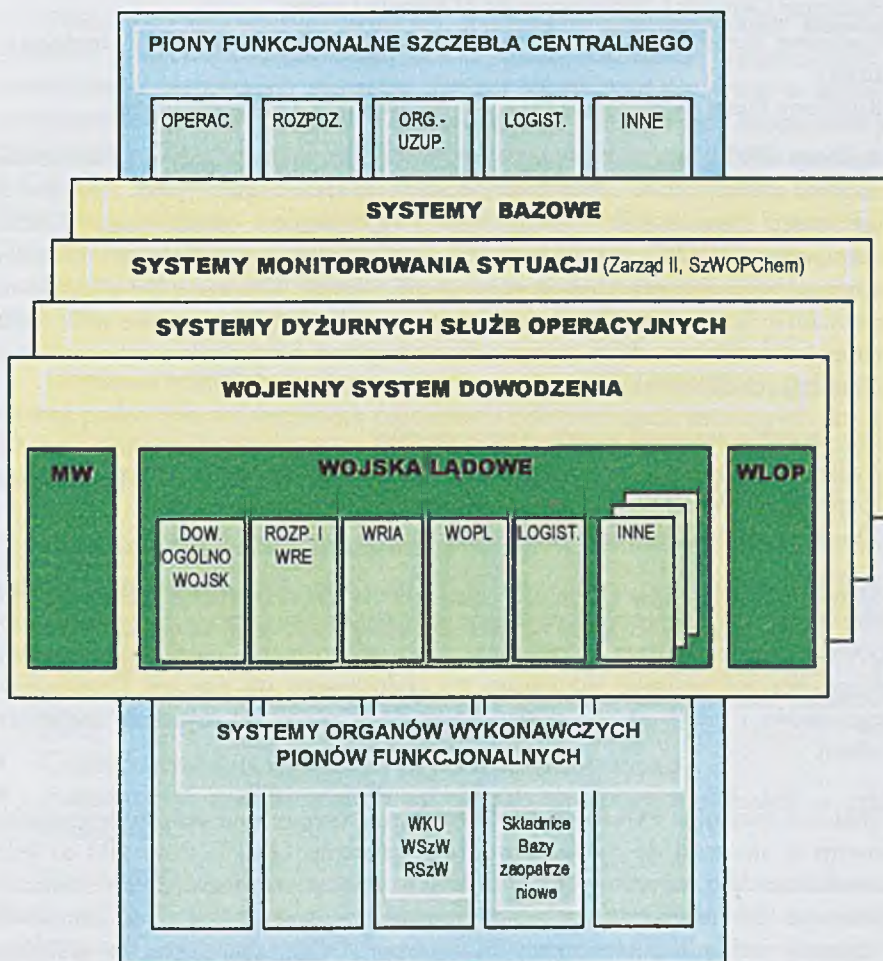 PIONY FUNKCJONALNE SZCZEBLA CENTRALNEGO
OPERAC.
ROZPOZ.
ORG.-
UZUP.
LOGIST.
INNE
SYSTEMY BAZOWE
SYSTEMY MONITOROWANIA SYTUACJI (Zarząd II, SzWOPChem)
SYSTEMY DYŻURNYCH SŁUŻB OPERACYJNYCH
WOJENNY SYSTEM DOWODZENIA
MW
WOJSKA LĄDOWE
WLOP
DOW.
OGÓLNO
WOJSK
ROZP. I
WRE
WRIA
WOPL
LOGIST.
INNE
SYSTEMY ORGANÓW WYKONAWCZYCH
PIONÓW FUNKCJONALNYCH
WKU
WSzW
RSzW
Składnice
Bazy
zaopatrze
niowe